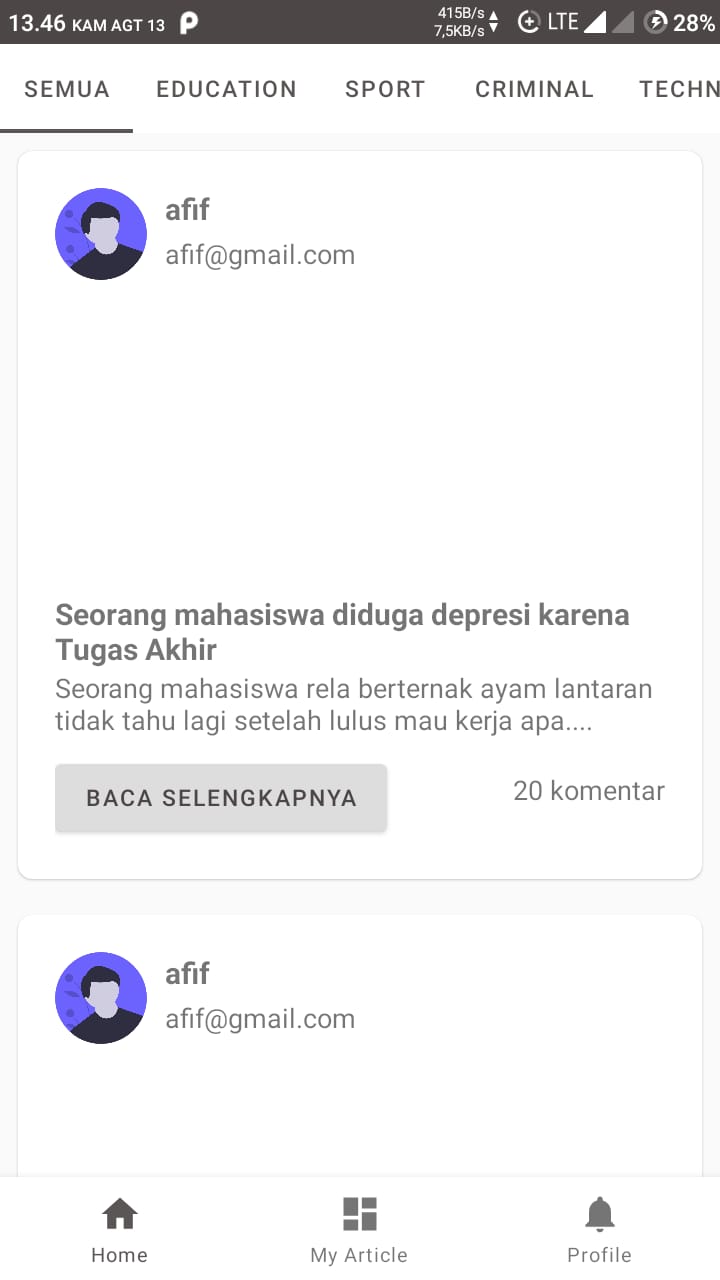 13.46 KAM AGT 13
415B/s
7,5KB/s
LTE
28%
SEMUA EDUCATION SPORT CRIMINAL TECHN
afif
afif@gmail.com
Seorang mahasiswa diduga depresi karena
Tugas Akhir
Seorang mahasiswa rela berternak ayam lantaran
tidak tahu lagi setelah lulus mau kerja apa....
BACA SELENGKAPNYA
20 komentar
afif
afif@gmail.com
Home My Article Profile